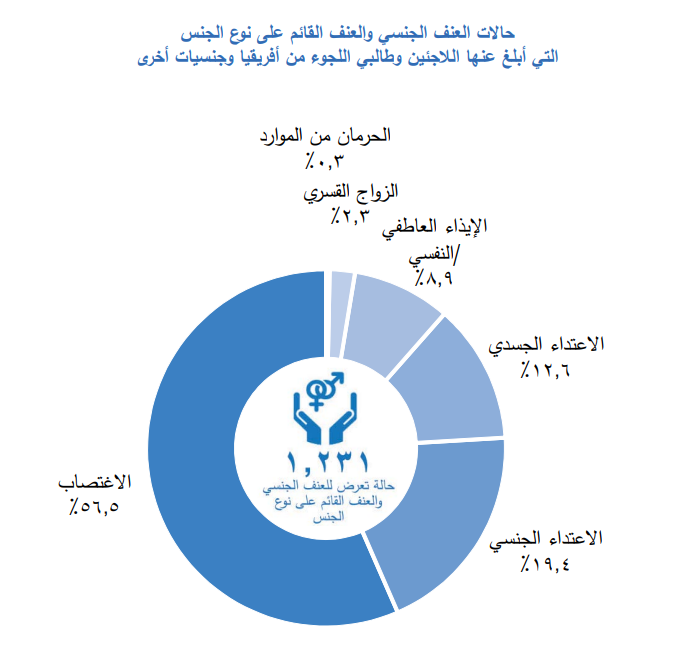 حالات العنف الجنسي والعنف القائم على نوع الجنس
التي أبلغ عنها اللاجئين وطالبي اللجوء من أفريقيا وجنسيات أخرى
الحرمان من الموارد
٪٠,٣
الزواج القسري
٪٢,٣
الإيذاء العاطفي
/النفسي
٪٨,٩
الاعتداء الجسدي
٪١٢,٦
الاعتداء الجنسي
٪١٩,٤
الاغتصاب
٪٥٦,٥
١,٢٣١
حالة تعرض للعنف الجنسي
والعنف القائم على نوع
الجنس